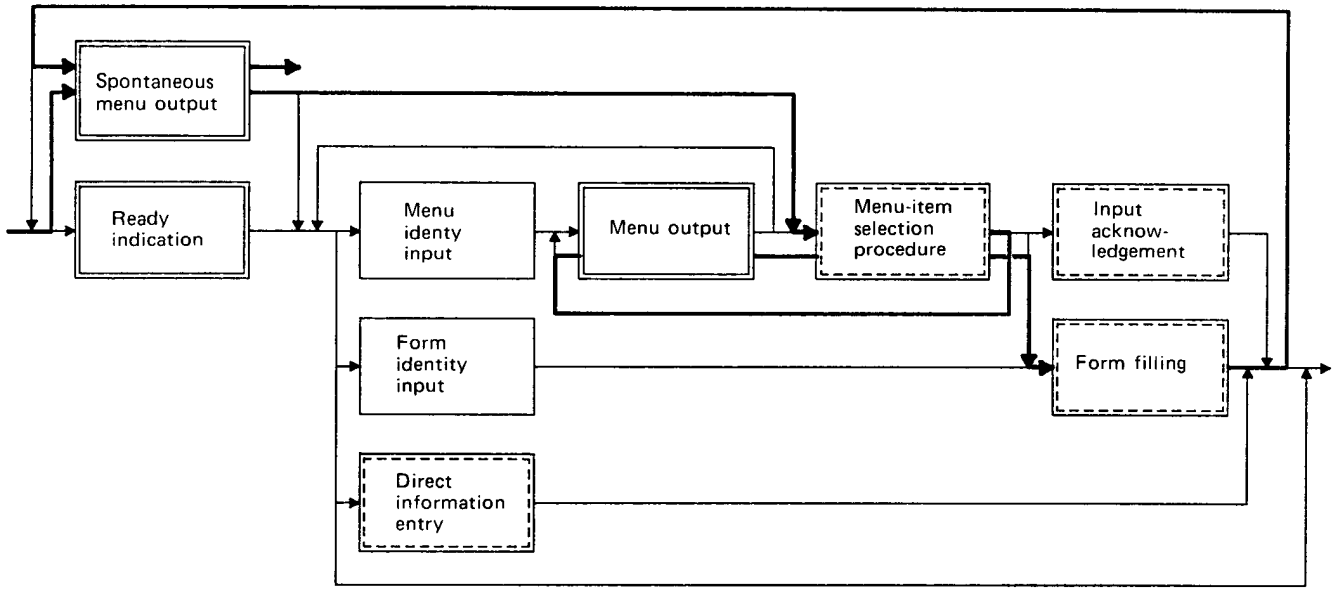 Spontaneous
menu output
Ready
indication
Menu
identy
input
Menu output
Menu-item
selection
procedure
Input
acknow-
ledgement
Form
identity
input
Form filling
Direct
information
entry